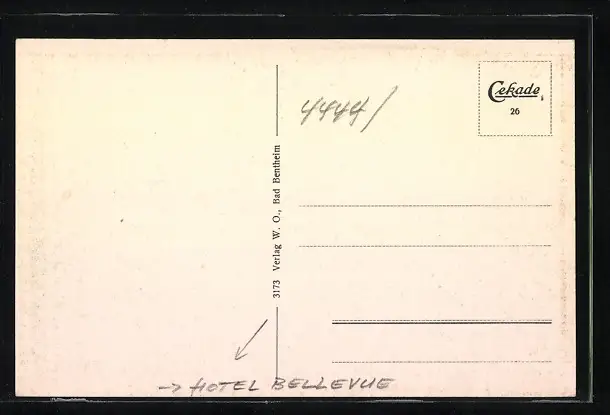 4444/
Cekade
26
3173 Verlag W. O., Bad Bentheim
→ HOTEL BELLEVUE